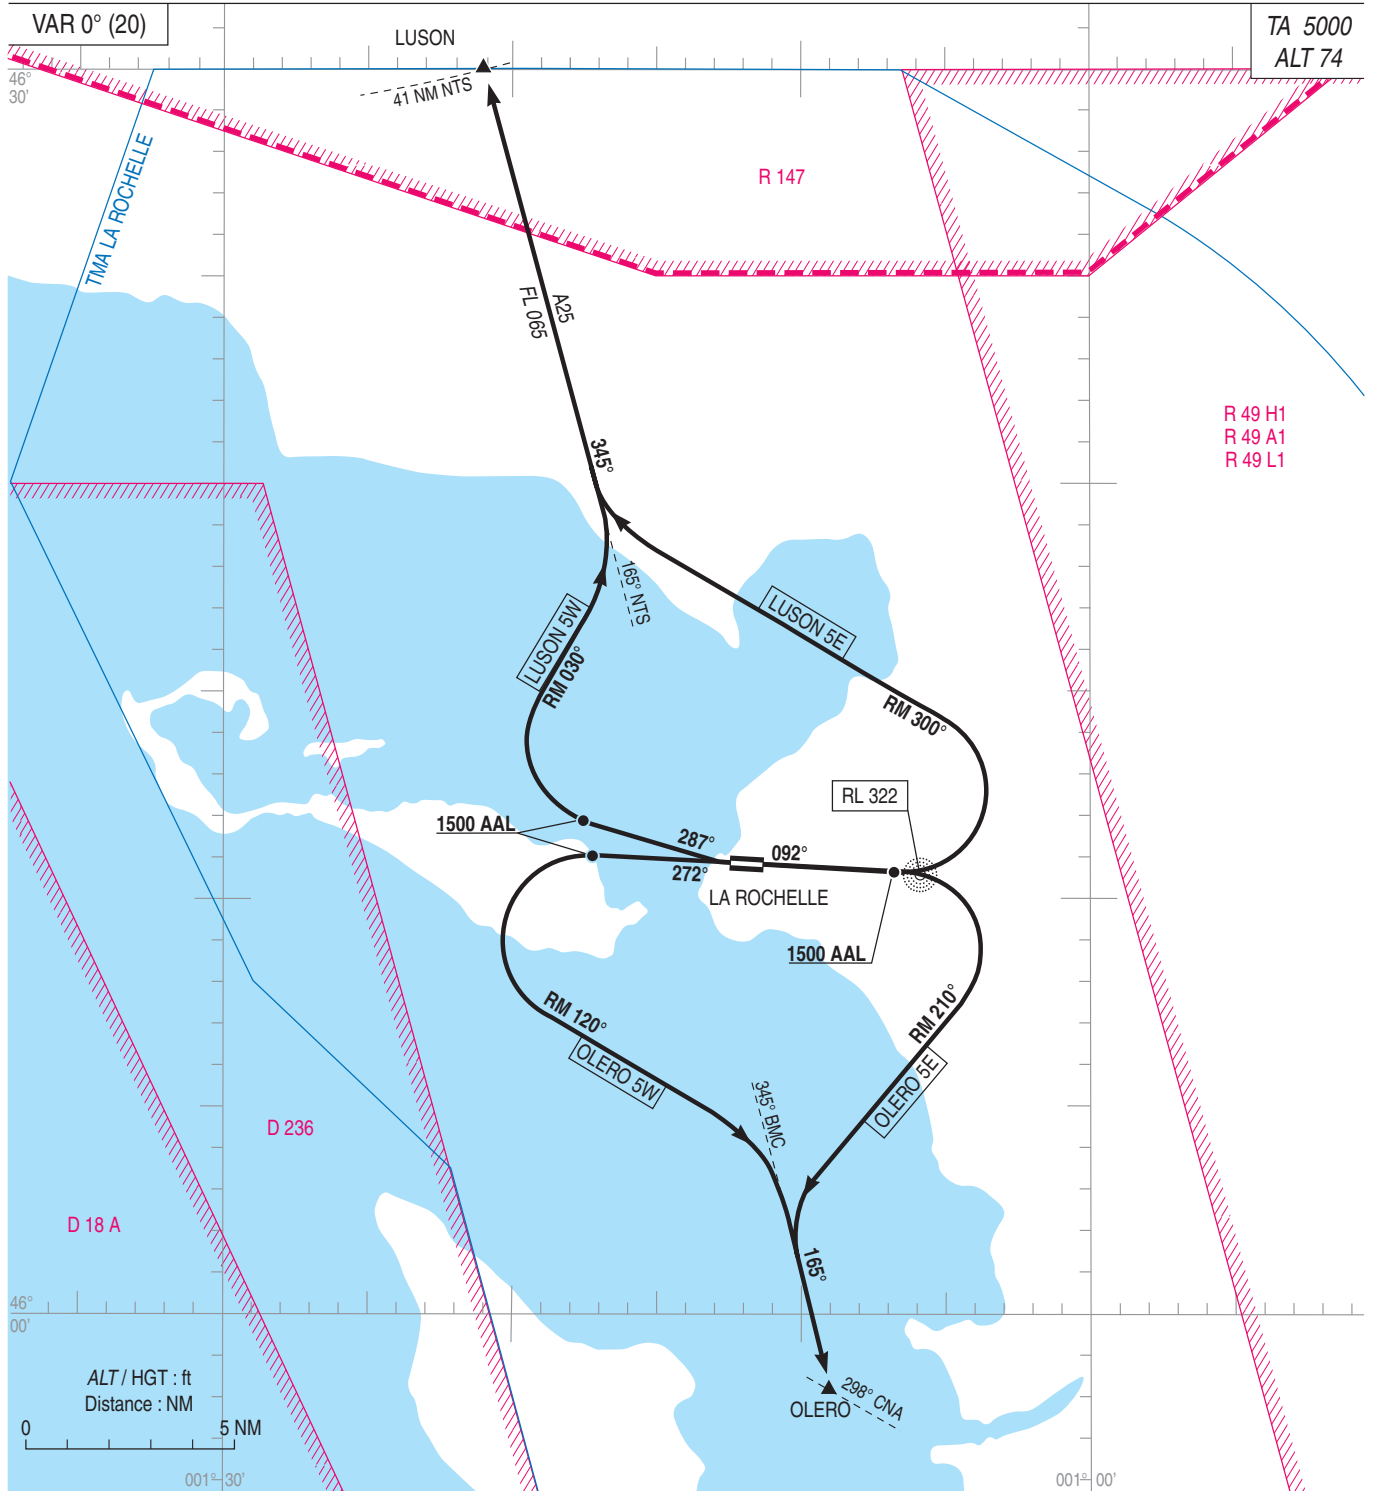 VAR 0° (20)
TA 5000
ALT 74
LUSON
46°
30'
41 NM NTS
TMA LA ROCHELLE
R 147
A25
FL 065
R 49 H1
R 49 A1
R 49 L1
345°
165° NTS
LUSON 5W
RM 030°
LUSON 5E
RM 300°
RL 322
1500 AAL
287°
092°
272°
LA ROCHELLE
1500 AAL
RM 120°
OLERO 5W
RM 210°
OLERO 5E
345° BMC
D 236
D 18 A
165°
46°
00'
ALT / HGT : ft
Distance : NM
0 5 NM
298° CNA
OLERO
001° 30'
001° 00'